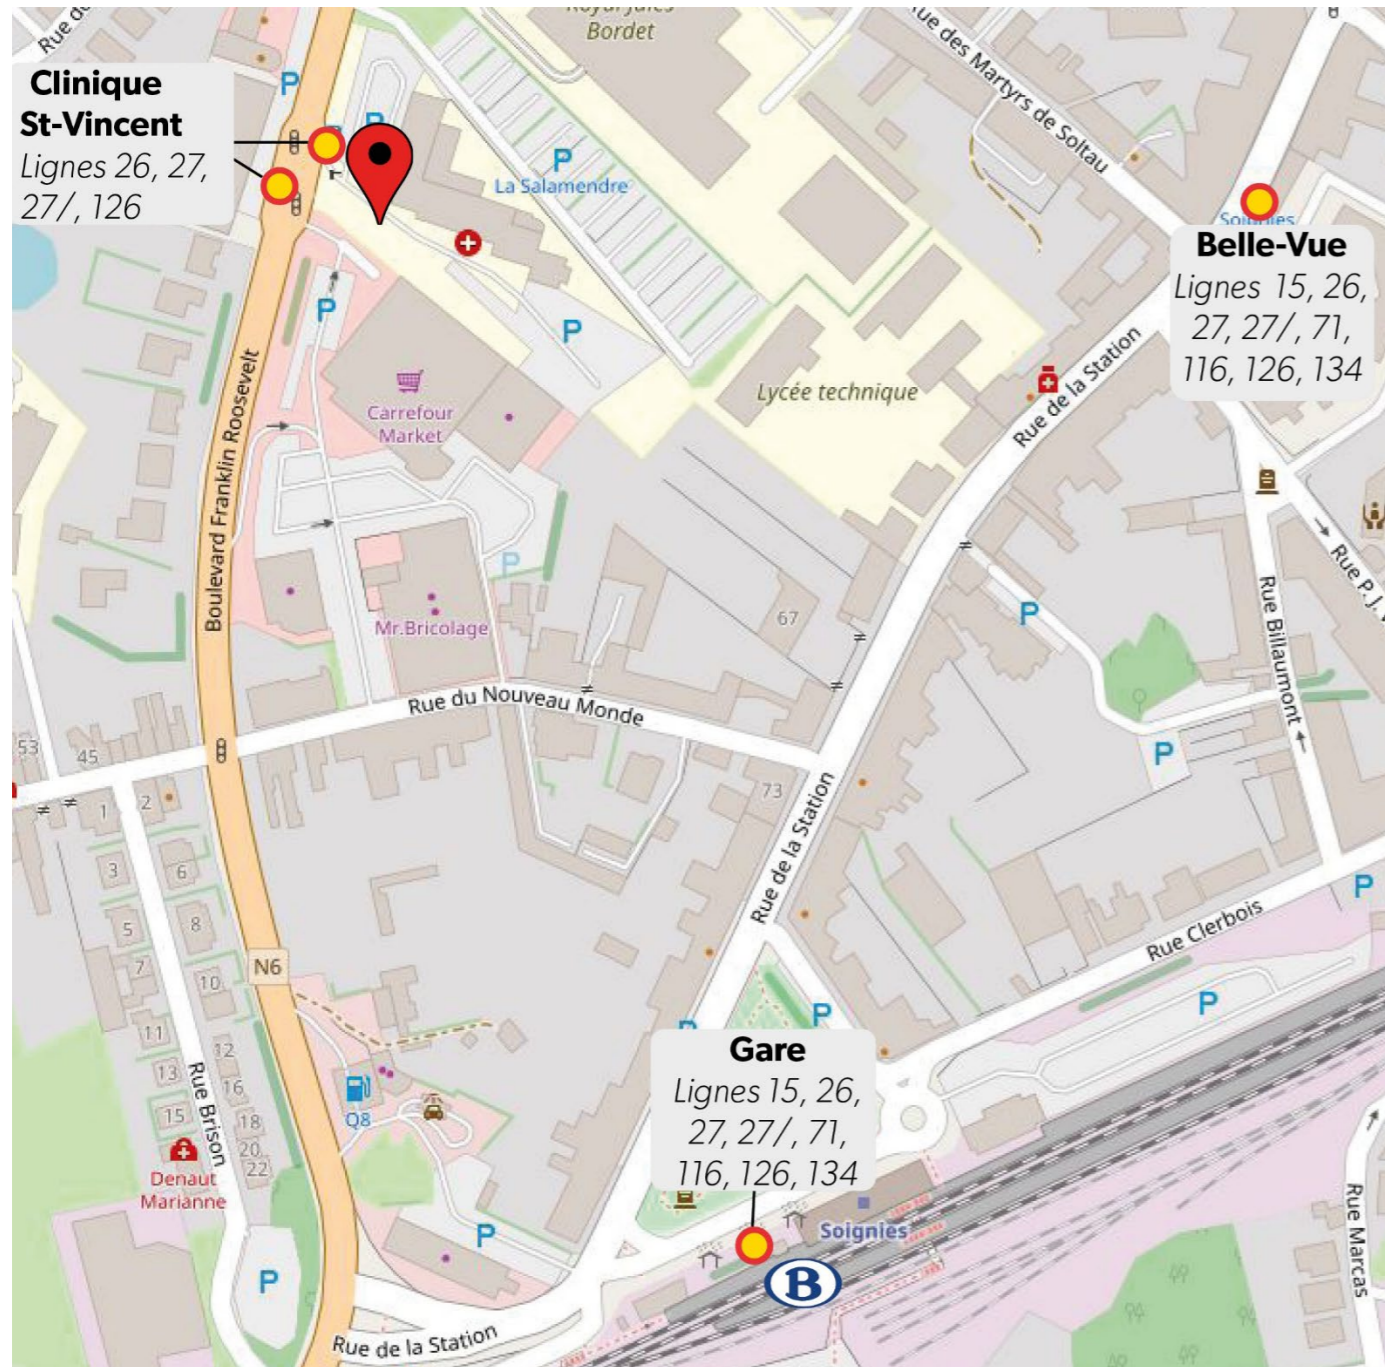 Royal Jules
Bordet
Rue des Martyrs de Soltau
Clinique
St-Vincent
Lignes 26, 27,
27/, 126
P
P
P
La Salamendre
Soignies
Belle-Vue
Lignes 15, 26,
27, 27/, 71,
116, 126, 134
P
P
Boulevard Franklin Roosevelt
Carrefour
Market
Lycée technique
Rue de la Station
P
Mr.Bricolage
67
P
Rue Billaumont
Rue P. J.
Rue du Nouveau Monde
53
45
1
2
73
P
Rue de la Station
3
6
5
8
P
7
10
N6
Rue Clerbois
P
11
12
13
16
15
18
20
22
Rue Brison
Denaut
Marianne
Q8
P
P
Gare
Lignes 15, 26,
27, 27/, 71,
116, 126, 134
Soignies
B
P
P
Rue de la Station
Rue Marcas